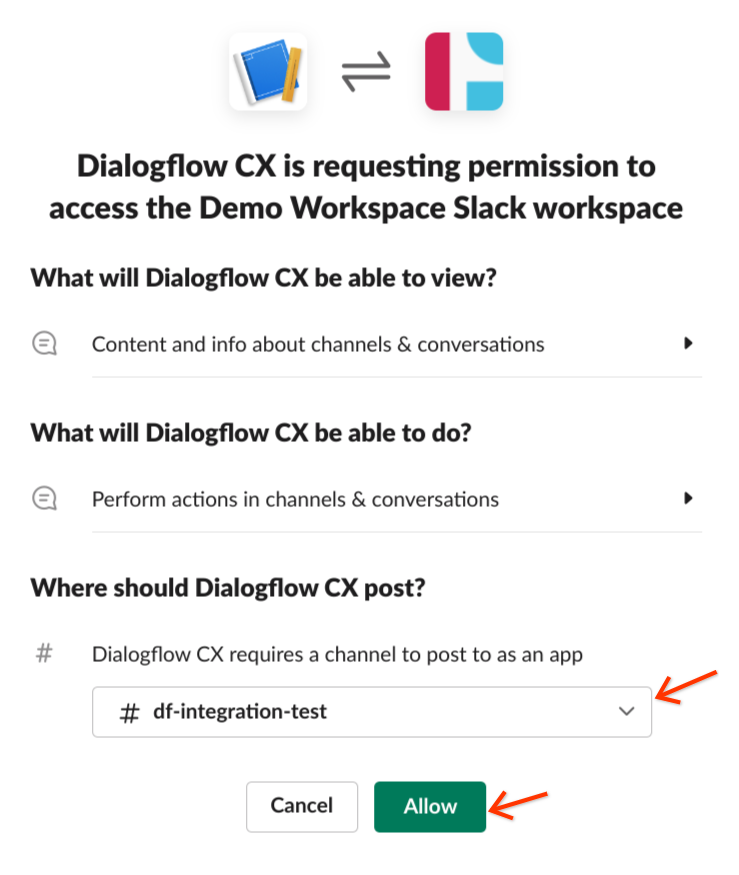 Dialogflow CX is requesting permission to
access the Demo Workspace Slack workspace
What will Dialogflow CX be able to view?
Content and info about channels & conversations
What will Dialogflow CX be able to do?
Perform actions in channels & conversations
Where should Dialogflow CX post?
# Dialogflow CX requires a channel to post to as an app
# df-integration-test
Cancel Allow